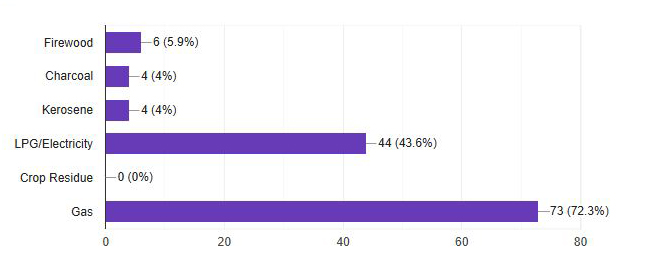 Firewood 6 (5.9%)
Charcoal 4 (4%)
Kerosene 4 (4%)
LPG/Electricity 44 (43.6%)
Crop Residue 0 (0%)
Gas 73 (72.3%)
0 20 40 60 80